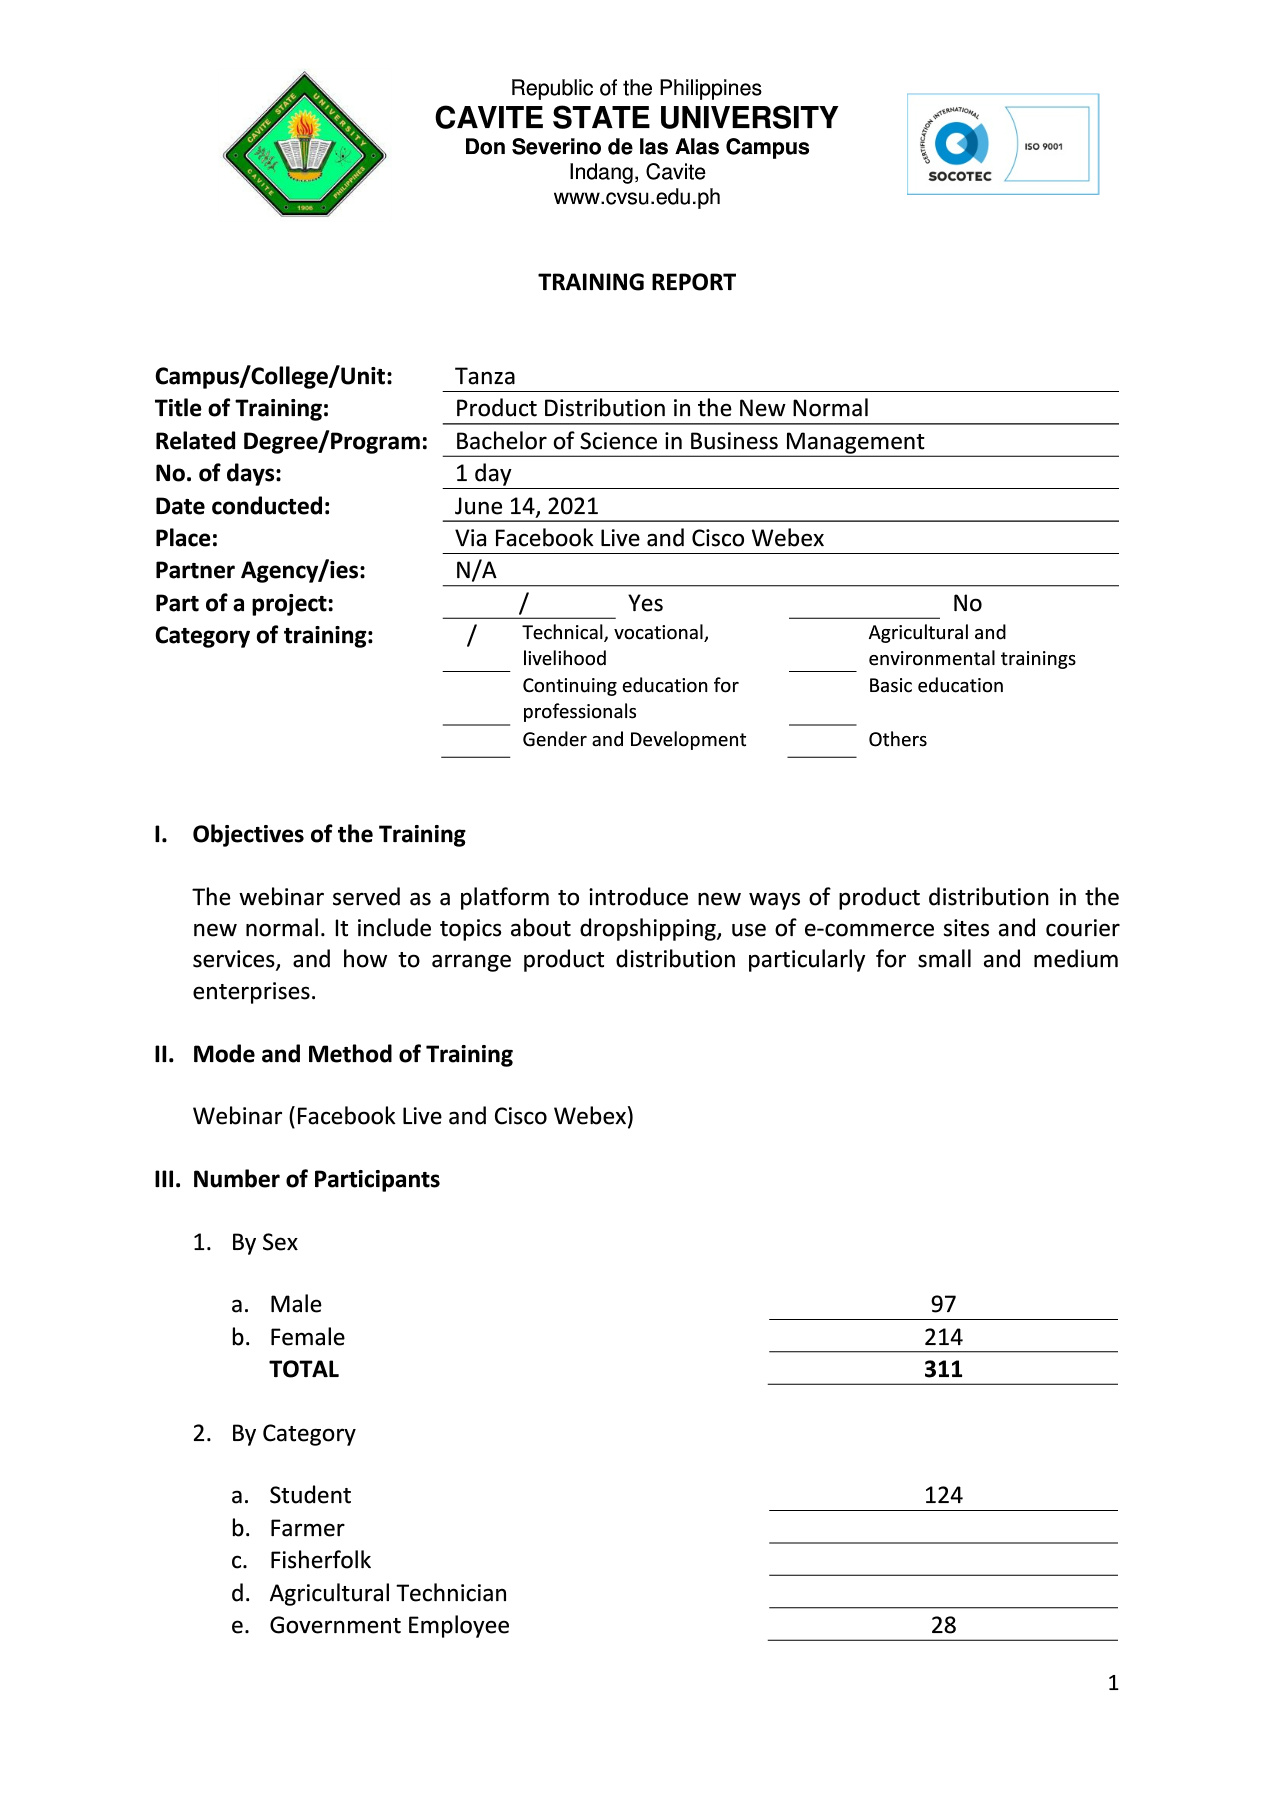 Republic of the Philippines
CAVITE STATE UNIVERSITY
Don Severino de las Alas Campus
Indang, Cavite
www.cvsu.edu.ph
CAVITE STATE UNIVERSITY
CAVITE PHILIPPINES
1906
CERTIFICATION INTERNATIONAL
SOCOTEC
ISO 9001
TRAINING REPORT
Campus/College/Unit: Tanza
Title of Training: Product Distribution in the New Normal
Related Degree/Program: Bachelor of Science in Business Management
No. of days: 1 day
Date conducted: June 14, 2021
Place: Via Facebook Live and Cisco Webex
Partner Agency/ies: N/A
Part of a project: / Yes No
Category of training: / Technical, vocational, livelihood
Agricultural and environmental trainings
Continuing education for professionals
Basic education
Gender and Development
Others
I. Objectives of the Training
The webinar served as a platform to introduce new ways of product distribution in the
new normal. It include topics about dropshipping, use of e-commerce sites and courier
services, and how to arrange product distribution particularly for small and medium
enterprises.
II. Mode and Method of Training
Webinar (Facebook Live and Cisco Webex)
III. Number of Participants
1. By Sex
a. Male 97
b. Female 214
TOTAL 311
2. By Category
a. Student 124
b. Farmer
c. Fisherfolk
d. Agricultural Technician
e. Government Employee 28
1